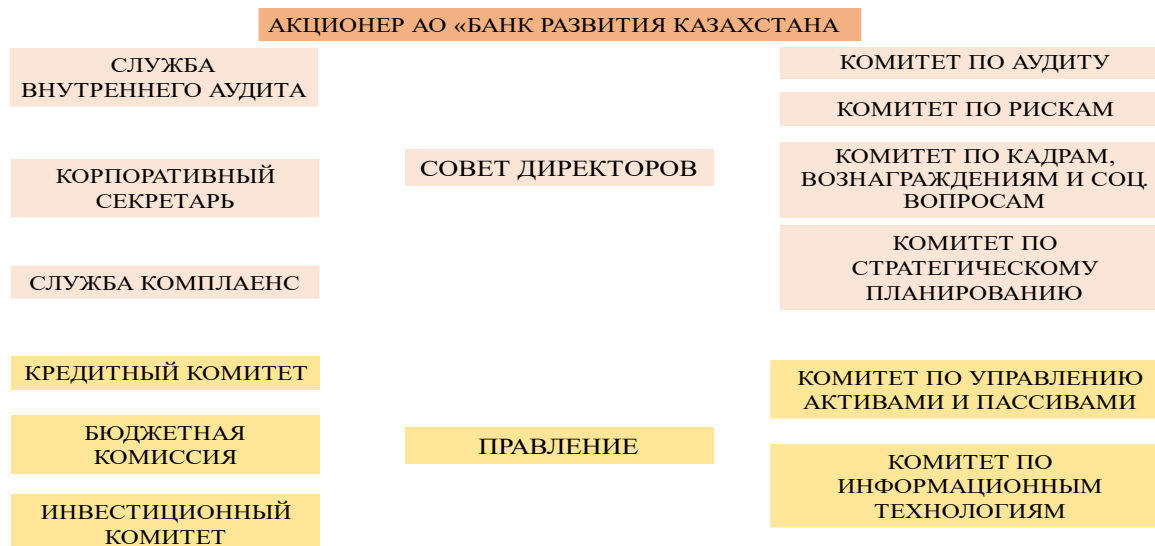 АКЦИОНЕР АО «БАНК РАЗВИТИЯ КАЗАХСТАНА
СЛУЖБА
ВНУТРЕННЕГО АУДИТА
КОРПОРАТИВНЫЙ
СЕКРЕТАРЬ
СЛУЖБА КОМПЛАЕНС
СОВЕТ ДИРЕКТОРОВ
КОМИТЕТ ПО АУДИТУ
КОМИТЕТ ПО РИСКАМ
КОМИТЕТ ПО КАДРАМ,
ВОЗНАГРАЖДЕНИЯМ И СОЦ.
ВОПРОСАМ
КОМИТЕТ ПО
СТРАТЕГИЧЕСКОМУ
ПЛАНИРОВАНИЮ
КРЕДИТНЫЙ КОМИТЕТ
БЮДЖЕТНАЯ
КОМИССИЯ
ИНВЕСТИЦИОННЫЙ
КОМИТЕТ
ПРАВЛЕНИЕ
КОМИТЕТ ПО УПРАВЛЕНИЮ
АКТИВАМИ И ПАССИВАМИ
КОМИТЕТ ПО
ИНФОРМАЦИОННЫМ
ТЕХНОЛОГИЯМ